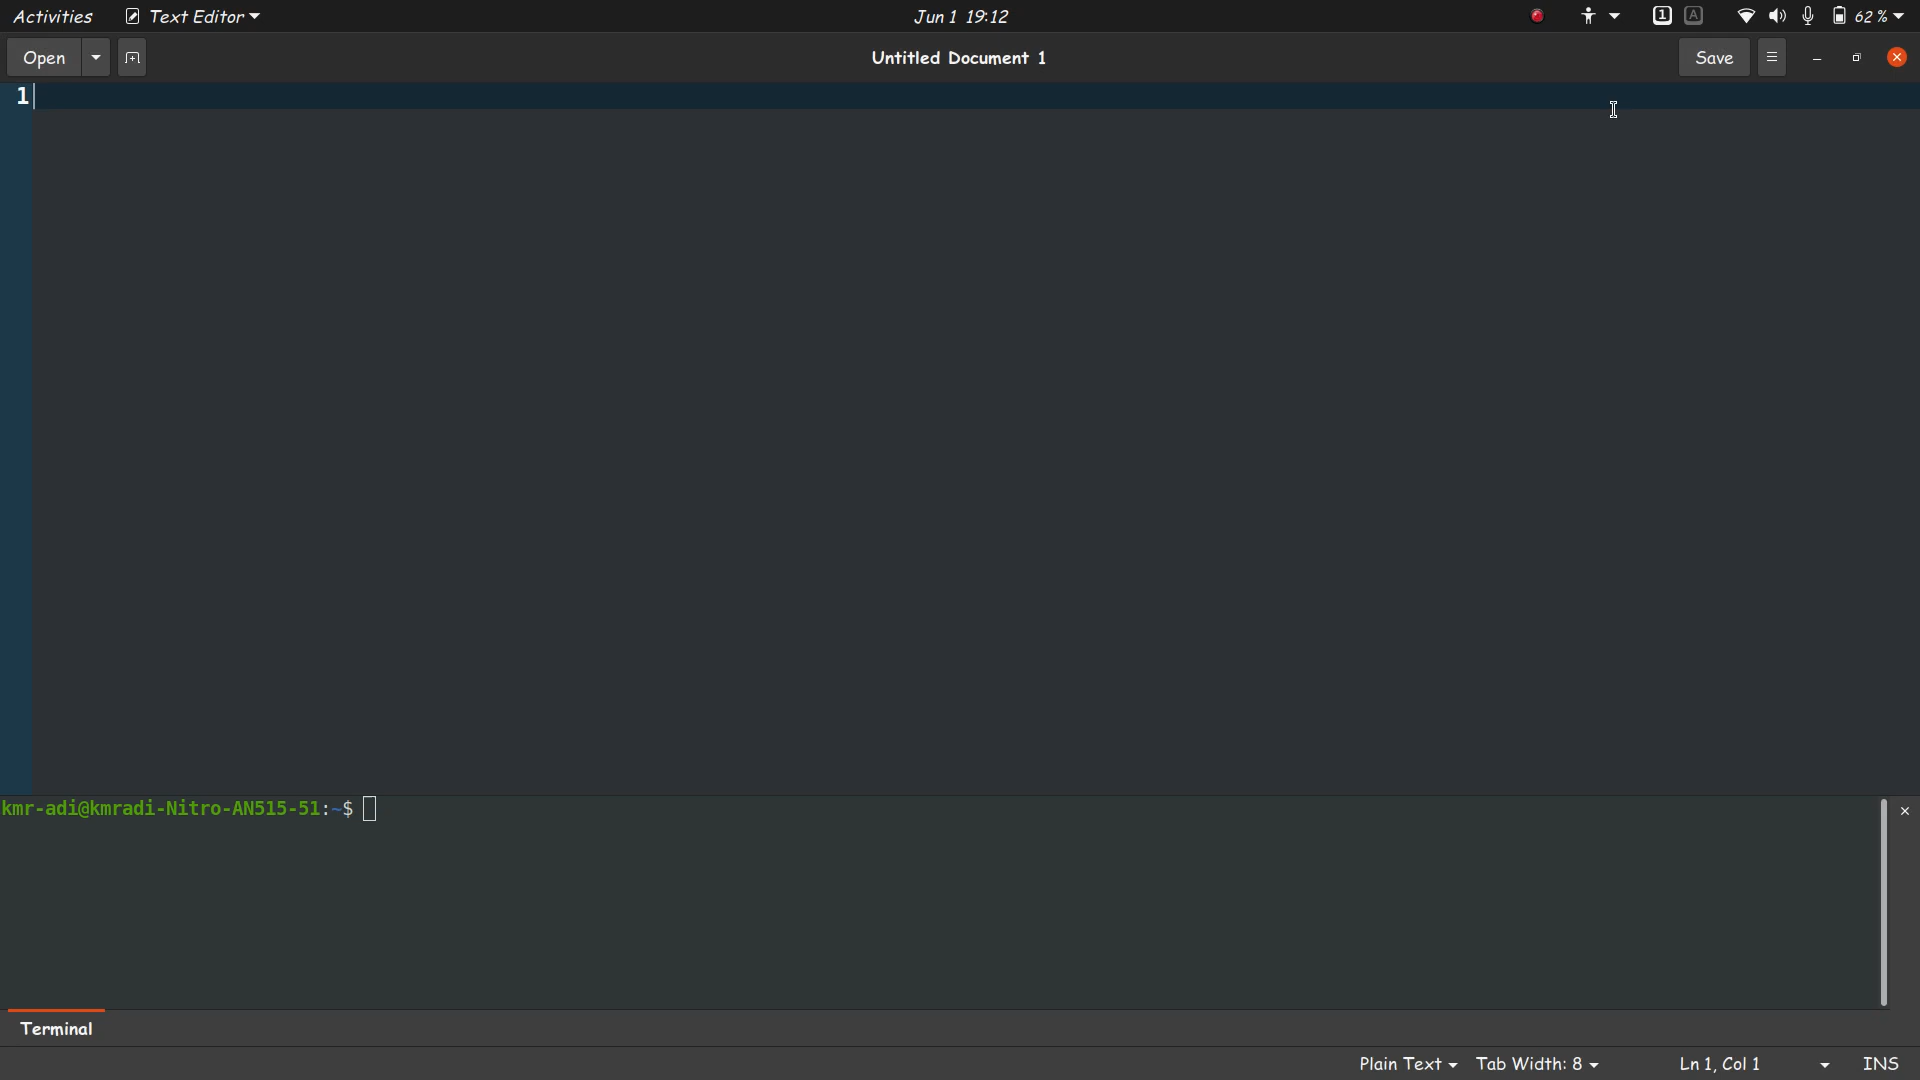 Activities Text Editor Jun 1 19:12 1 A 62 %
Open Untitled Document 1 Save
1
kmr-adi@kmradi-Nitro-AN515-51:~$
Terminal
Plain Text Tab Width: 8 Ln 1, Col 1 INS